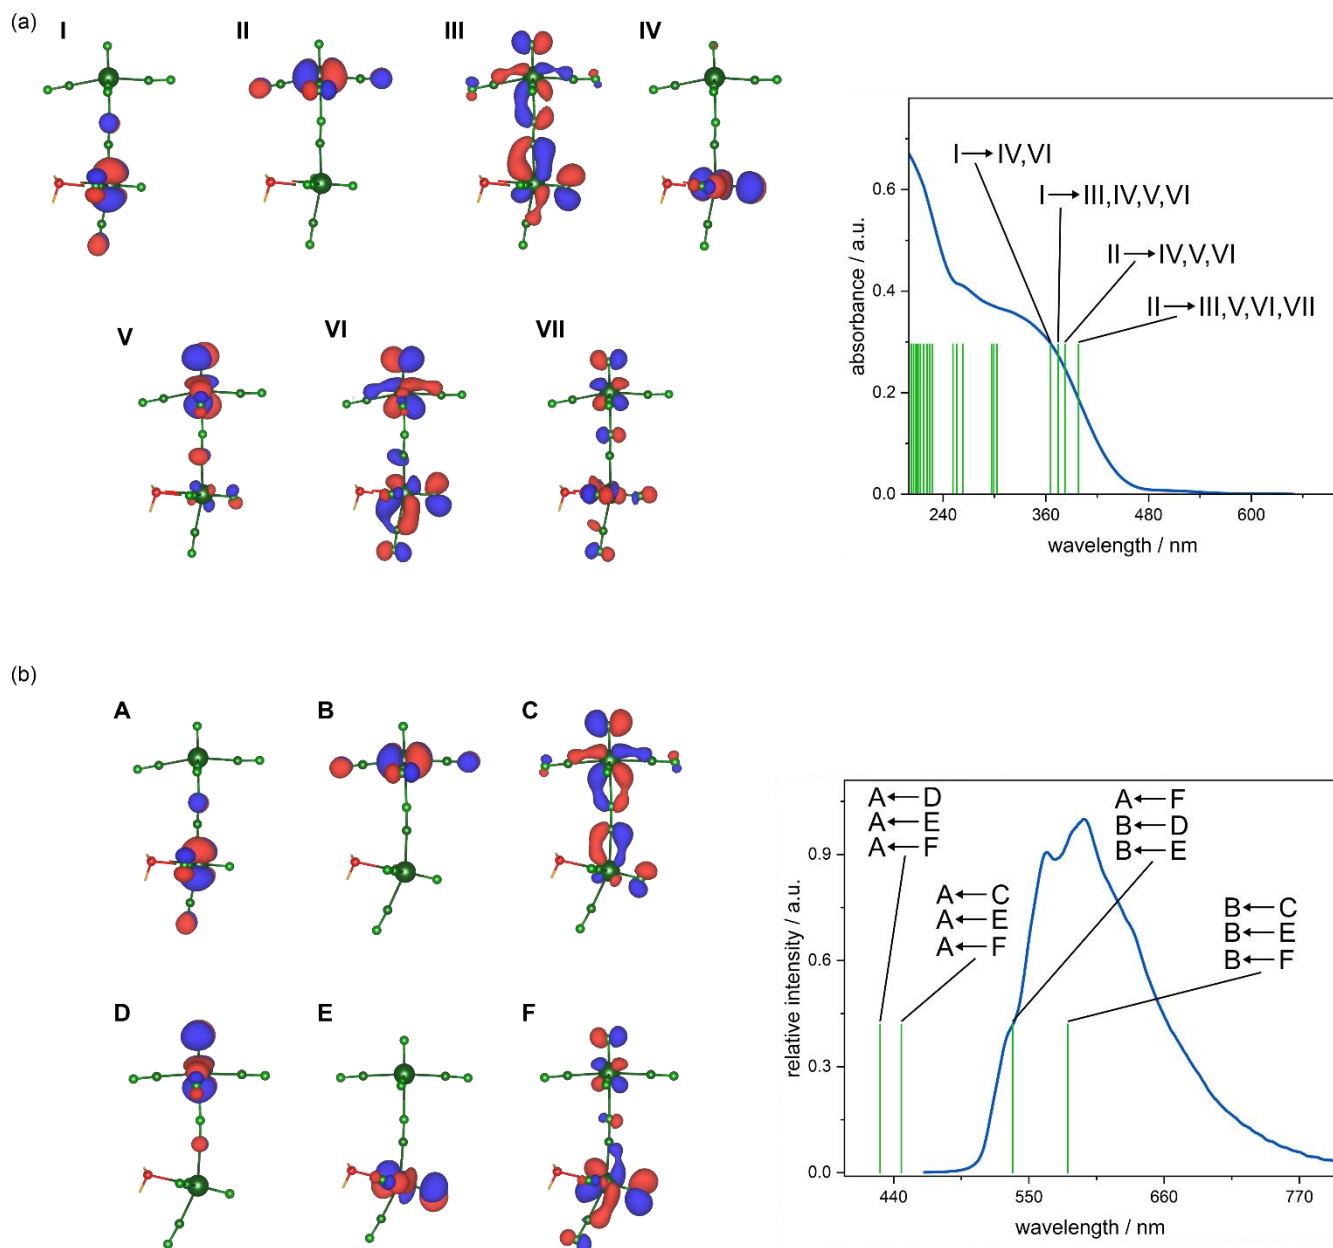 (a)
I
II
III
IV
V
VI
VII
I→IV,VI
I→III,IV,V,VI
II→IV,V,VI
II→III,V,VI,VII
absorbance / a.u.
0.6
0.4
0.2
0.0
240
360
480
600
wavelength / nm
(b)
A
B
C
D
E
F
A←D
A←E
A←F
A←C
A←E
A←F
A←F
B←D
B←E
B←C
B←E
B←F
relative intensity / a.u.
0.9
0.6
0.3
0.0
440
550
660
770
wavelength / nm